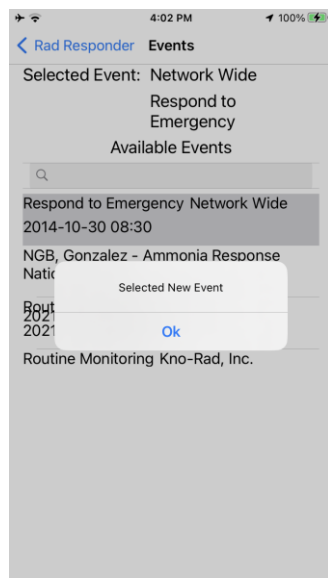 4:02 PM
100%
Rad Responder Events
Selected Event: Network Wide
Respond to
Emergency
Available Events
Respond to Emergency Network Wide
2014-10-30 08:30
NGB, Gonzalez - Ammonia Response
Selected New Event
2021
2021
Ok
Routine Monitoring Kno-Rad, Inc.